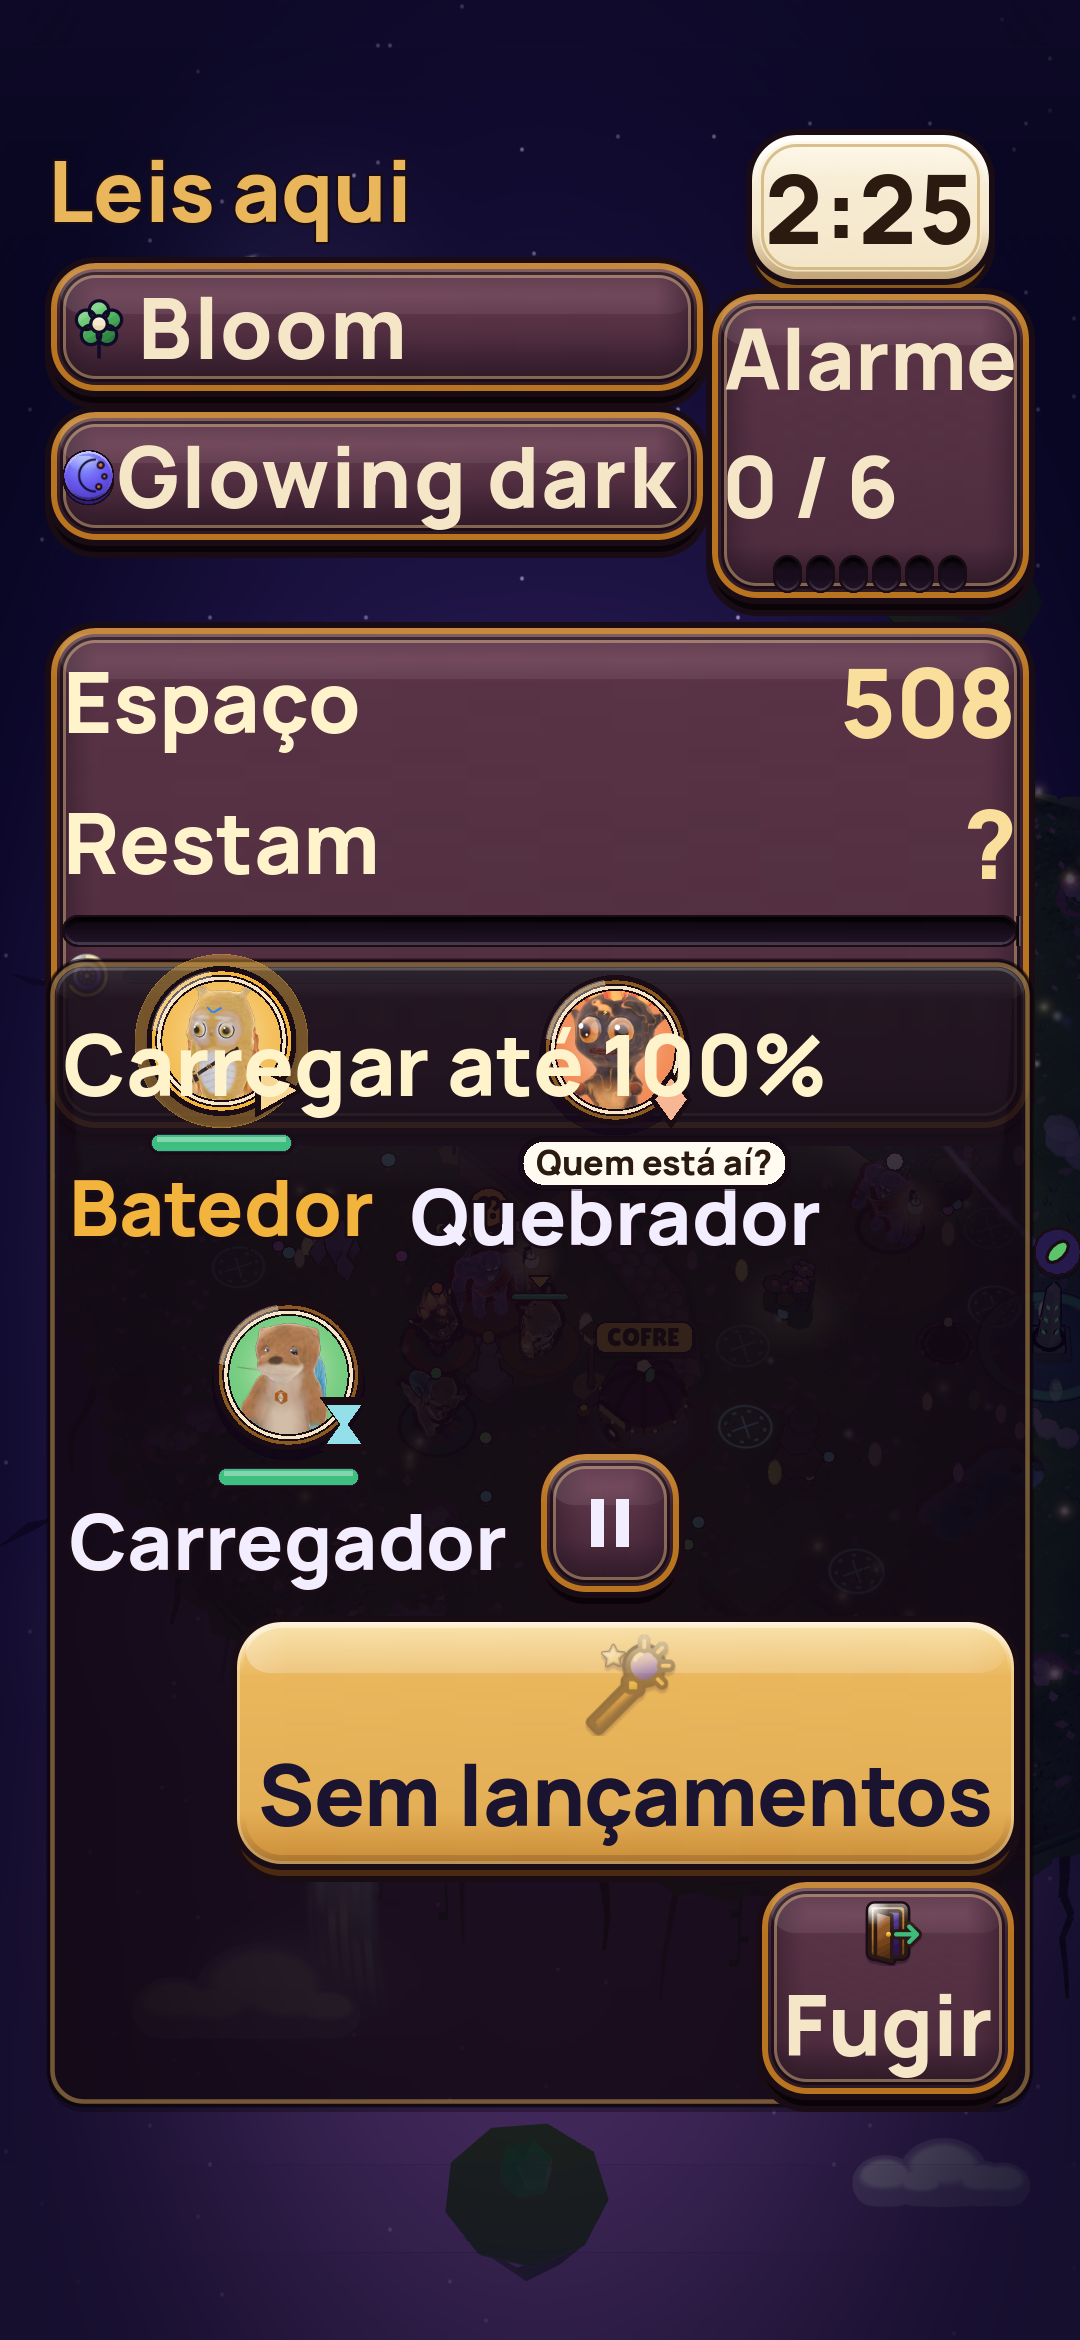 Leis aqui
2:25
Bloom
Glowing dark
Alarme
0 / 6
Espaço 508
Restam ?
Carregar até 100%
Quem está aí?
Batedor
Quebrador
COFRE
Carregador
Sem lançamentos
Fugir